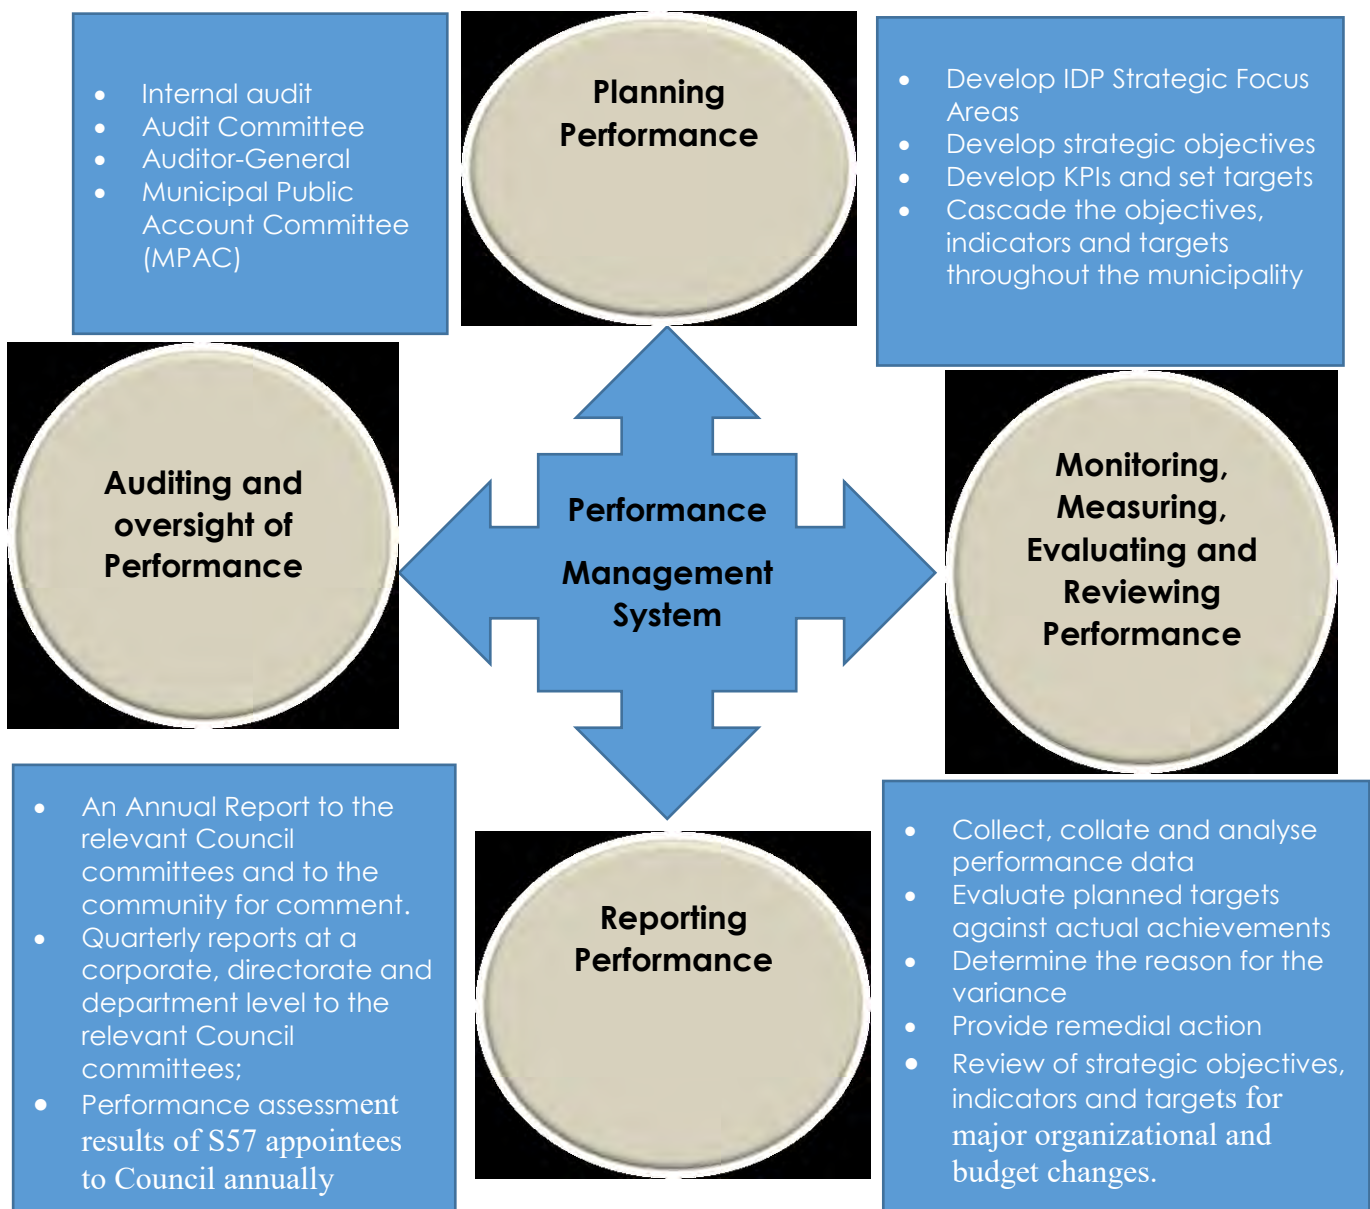 • Internal audit
• Audit Committee
• Auditor-General
• Municipal Public
Account Committee
(MPAC)
Planning
Performance
• Develop IDP Strategic Focus
Areas
• Develop strategic objectives
• Develop KPIs and set targets
• Cascade the objectives,
indicators and targets
throughout the municipality
Auditing and
oversight of
Performance
Performance
Management
System
Monitoring,
Measuring,
Evaluating and
Reviewing
Performance
• An Annual Report to the
relevant Council
committees and to the
community for comment.
• Quarterly reports at a
corporate, directorate and
department level to the
relevant Council
committees;
• Performance assessment
results of S57 appointees
to Council annually
Reporting
Performance
• Collect, collate and analyse
performance data
• Evaluate planned targets
against actual achievements
• Determine the reason for the
variance
• Provide remedial action
• Review of strategic objectives,
indicators and targets for
major organizational and
budget changes.